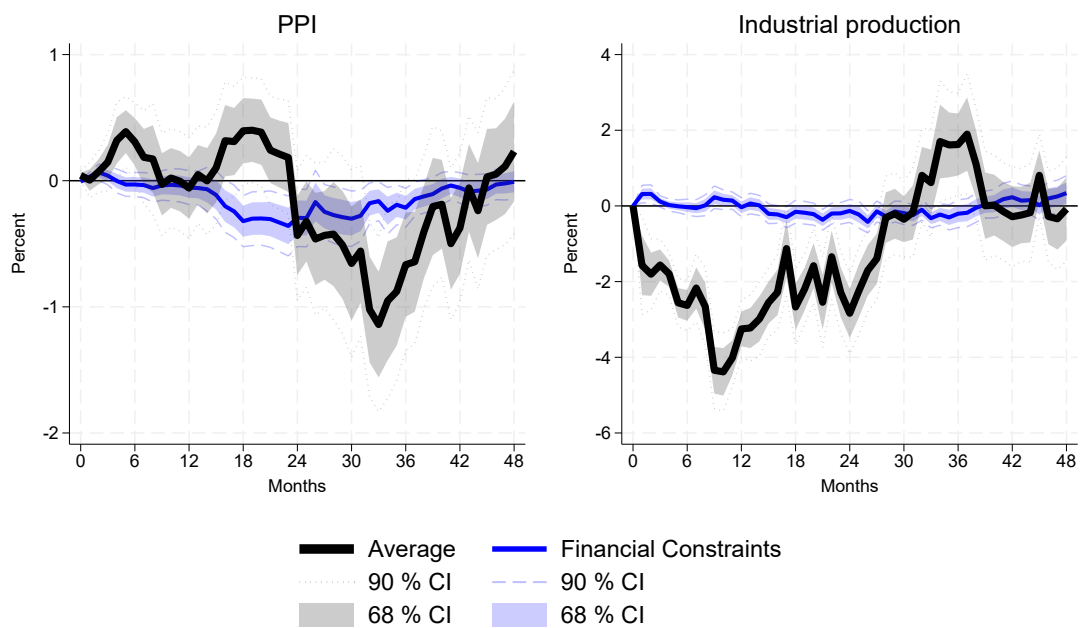 PPI
1
0
-1
-2
Percent
0 6 12 18 24 30 36 42 48
Months
Industrial production
4
2
0
-2
-4
-6
Percent
0 6 12 18 24 30 36 42 48
Months
Average Financial Constraints
90 % CI 90 % CI
68 % CI 68 % CI